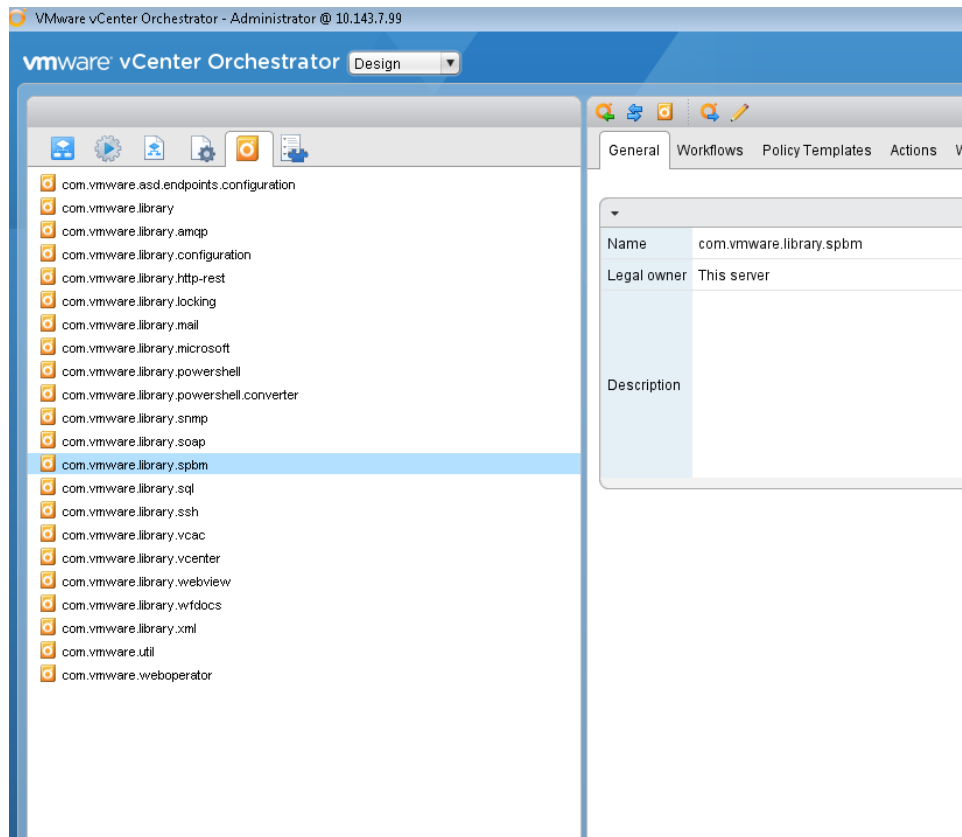 VMware vCenter Orchestrator - Administrator @ 10.143.7.99
vmware vCenter Orchestrator Design
General Workflows Policy Templates Actions
com.vmware.asd.endpoints.configuration
com.vmware.library
com.vmware.library.amqp
com.vmware.library.configuration
com.vmware.library.http-rest
com.vmware.library.locking
com.vmware.library.mail
com.vmware.library.microsoft
com.vmware.library.powershell
com.vmware.library.powershell.converter
com.vmware.library.snmp
com.vmware.library.soap
com.vmware.library.spbm
com.vmware.library.sql
com.vmware.library.ssh
com.vmware.library.vcac
com.vmware.library.vcenter
com.vmware.library.webview
com.vmware.library.wfdocs
com.vmware.library.xml
com.vmware.util
com.vmware.weboperator
Name com.vmware.library.spbm
Legal owner This server
Description